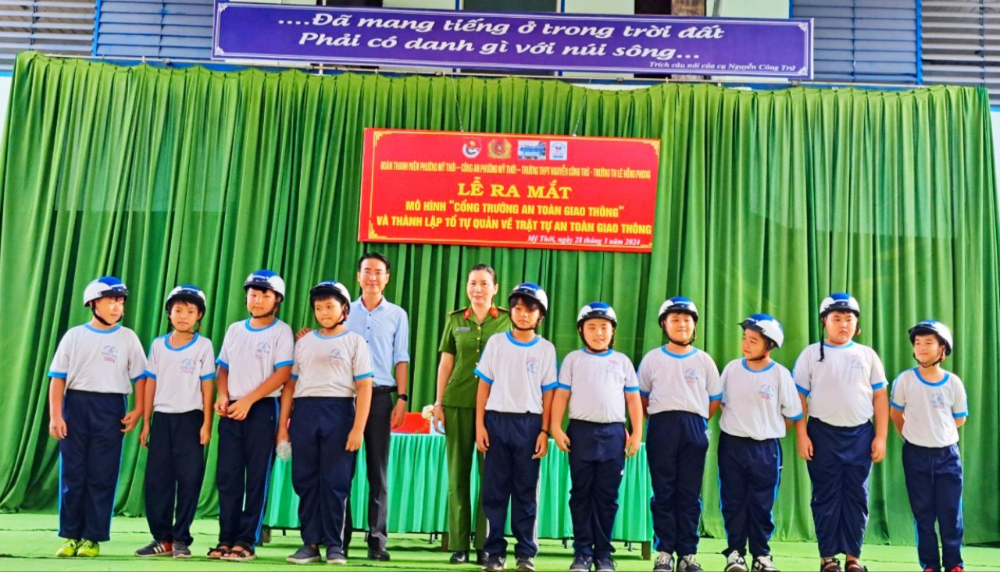 ....Đã mang tiếng ở trong trời đất
Phải có danh gì với núi sông...
Trích câu nói của cụ Nguyễn Công Trứ
ĐOÀN THANH NIÊN PHƯỜNG MỸ THỚI – CÔNG AN PHƯỜNG MỸ THỚI – TRƯỜNG THPT NGUYỄN CÔNG TRỨ - TRƯỜNG TH LÊ HỒNG PHONG
LỄ RA MẮT
MÔ HÌNH "CỔNG TRƯỜNG AN TOÀN GIAO THÔNG"
VÀ THÀNH LẬP TỔ TỰ QUẢN VỀ TRẬT TỰ AN TOÀN GIAO THÔNG
Mỹ Thới, ngày 28 tháng 3 năm 2024